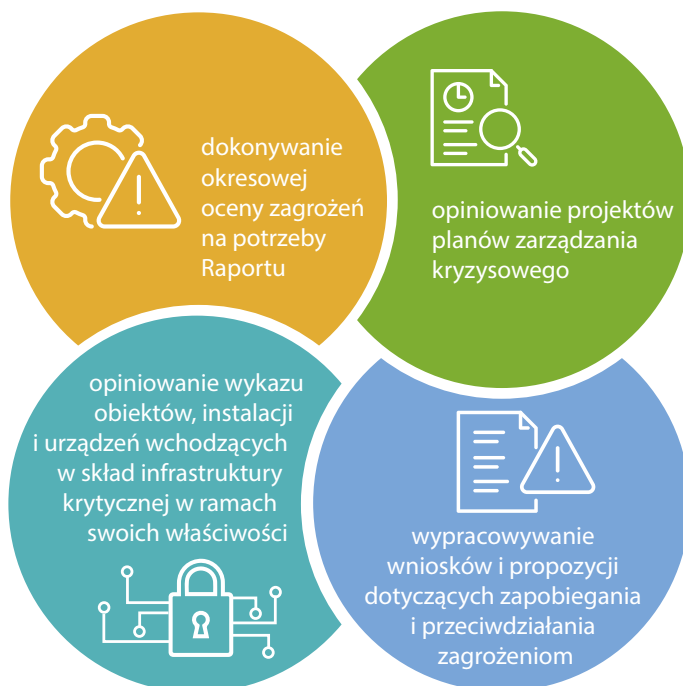 dokonywanie
okresowej
oceny zagrożeń
na potrzeby
Raportu
opiniowanie projektów
planów zarządzania
kryzysowego
opiniowanie wykazu
obiektów, instalacji
i urządzeń wchodzących
w skład infrastruktury
krytycznej w ramach
swoich właściwości
wypracowywanie
wniosków i propozycji
dotyczących zapobiegania
i przeciwdziałania
zagrożeniom